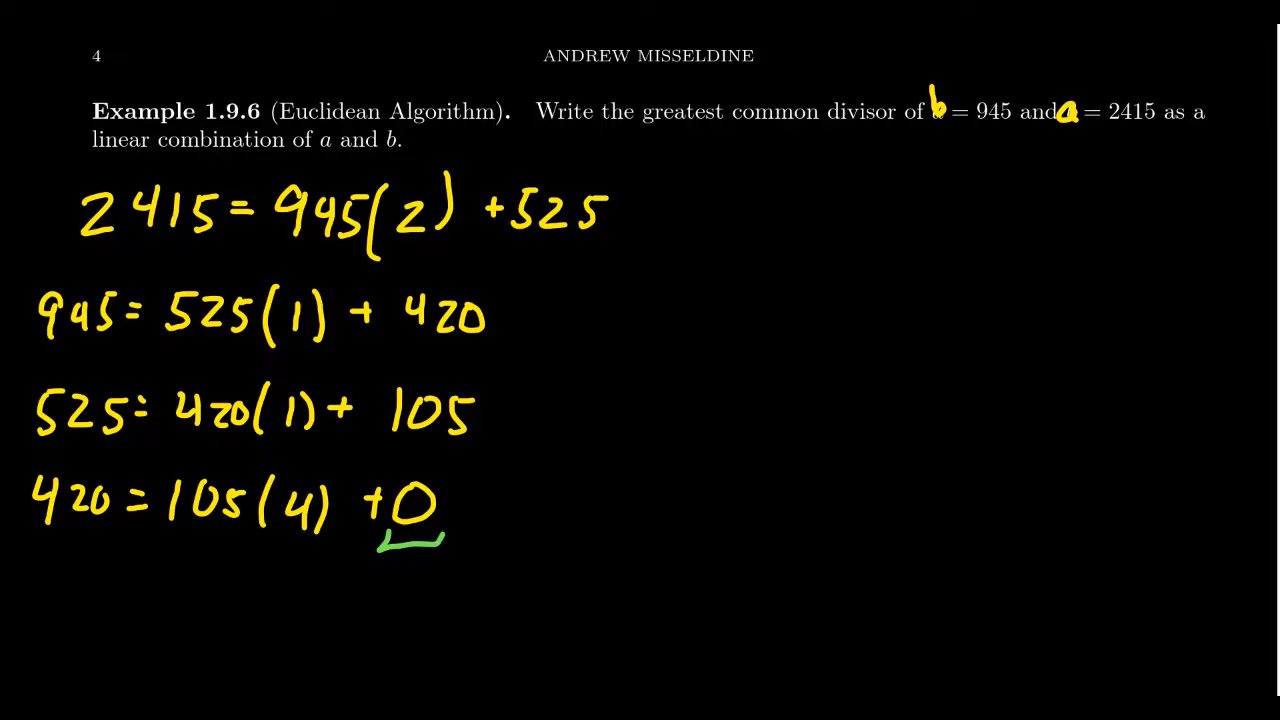 4 ANDREW MISSELDINE
Example 1.9.6 (Euclidean Algorithm). Write the greatest common divisor of b = 945 and a = 2415 as a
linear combination of a and b.
2415 = 945(2) + 525
945 = 525(1) + 420
525 = 420(1) + 105
420 = 105(4) + 0